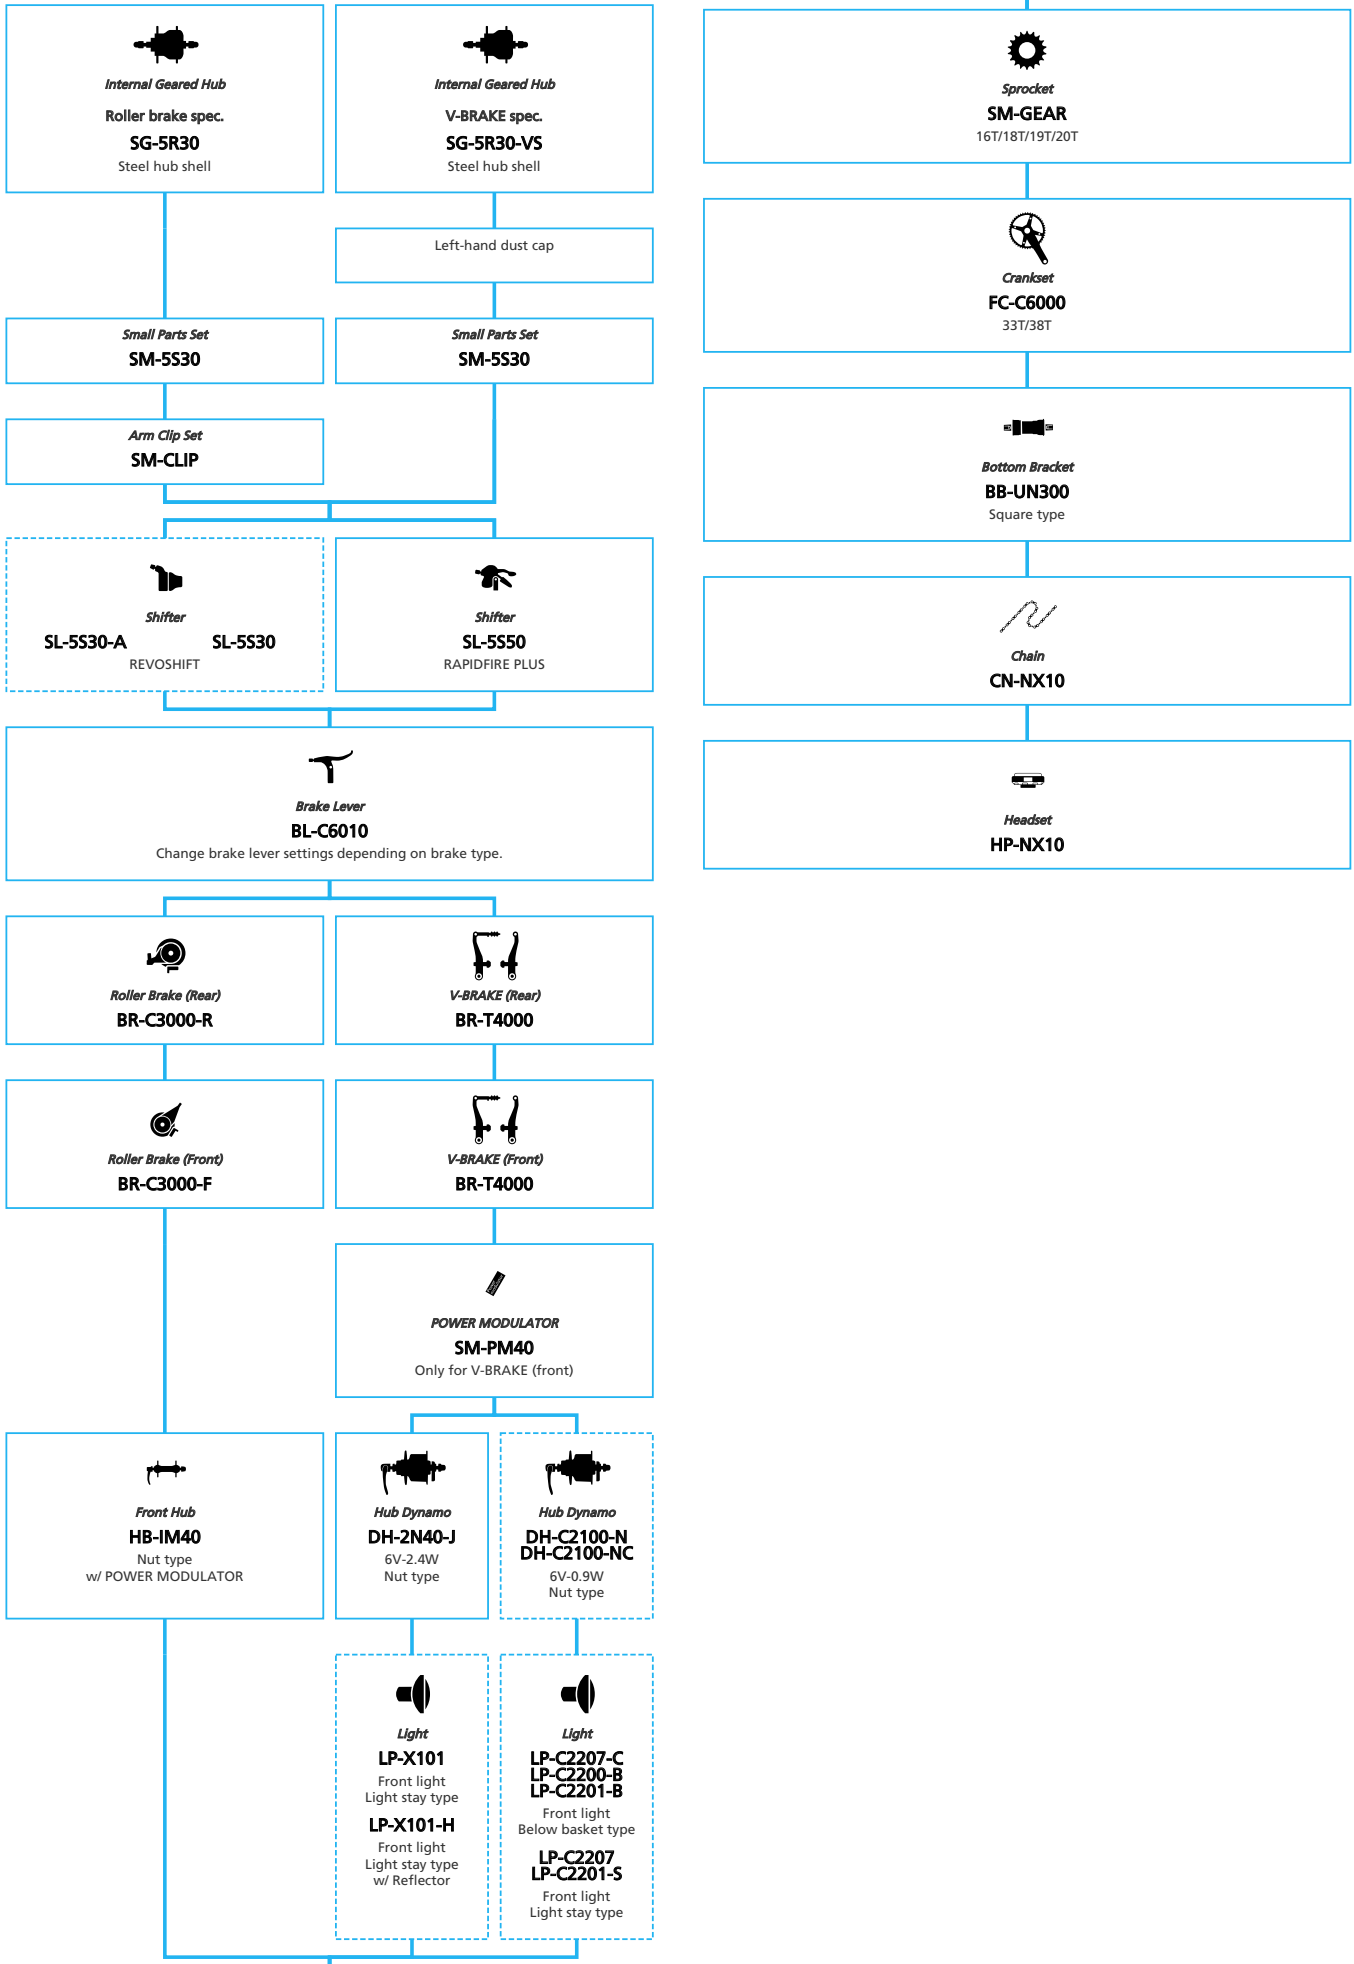 Internal Geared Hub
Roller brake spec.
SG-5R30
Steel hub shell
Internal Geared Hub
V-BRAKE spec.
SG-5R30-VS
Steel hub shell
Left-hand dust cap
Small Parts Set
SM-5S30
Small Parts Set
SM-5S30
Arm Clip Set
SM-CLIP
Shifter
SL-5S30-A SL-5S30
REVOSHIFT
Shifter
SL-5S50
RAPIDFIRE PLUS
Brake Lever
BL-C6010
Change brake lever settings depending on brake type.
Roller Brake (Rear)
BR-C3000-R
V-BRAKE (Rear)
BR-T4000
Roller Brake (Front)
BR-C3000-F
V-BRAKE (Front)
BR-T4000
POWER MODULATOR
SM-PM40
Only for V-BRAKE (front)
Front Hub
HB-IM40
Nut type
w/ POWER MODULATOR
Hub Dynamo
DH-2N40-J
6V-2.4W
Nut type
Hub Dynamo
DH-C2100-N
DH-C2100-NC
6V-0.9W
Nut type
Light
LP-X101
Front light
Light stay type
LP-X101-H
Front light
Light stay type
w/ Reflector
Light
LP-C2207-C
LP-C2200-B
LP-C2201-B
Front light
Below basket type
LP-C2207
LP-C2201-S
Front light
Light stay type
Sprocket
SM-GEAR
16T/18T/19T/20T
Crankset
FC-C6000
33T/38T
Bottom Bracket
BB-UN300
Square type
Chain
CN-NX10
Headset
HP-NX10